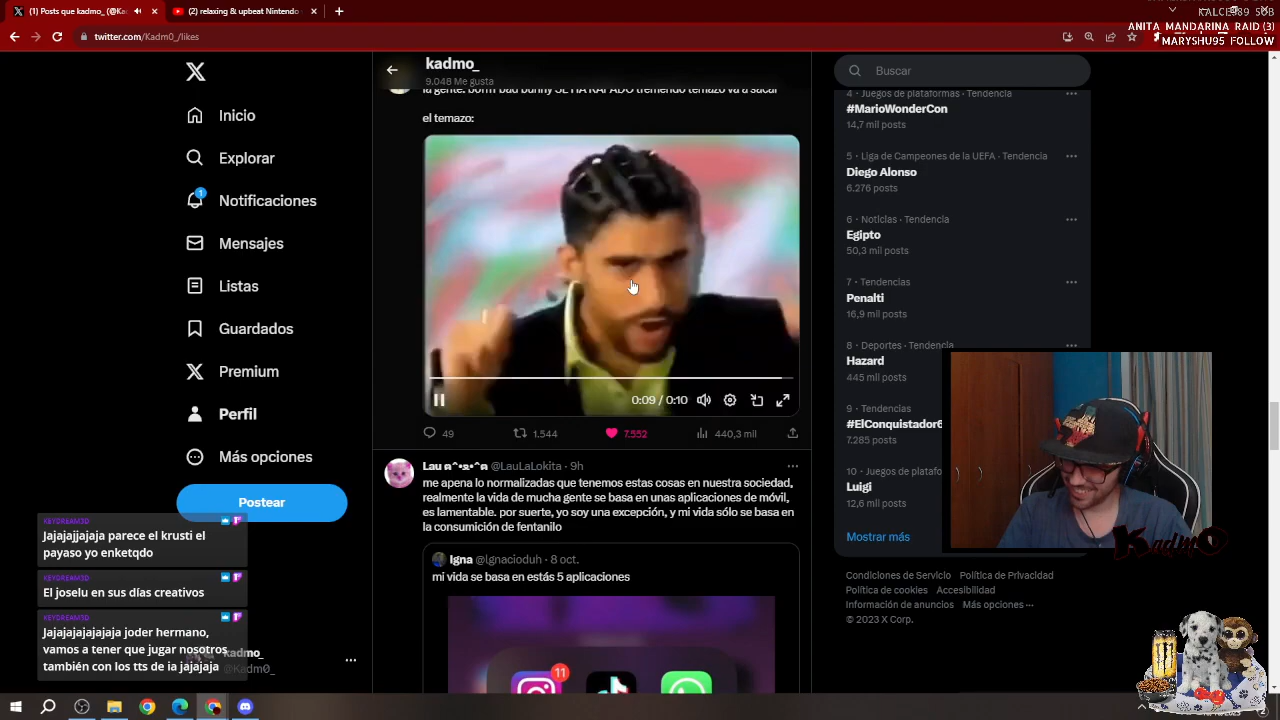 (1) Posts que kadmo_ (@Ka
(2) relaxing & upbeat Nintendo
KALCE989 SUB
ANITA MANDARINA RAID (3)
MARYSHU95 FOLLOW
twitter.com/Kadm0_/likes
kadmo_
9.048 Me gusta
Inicio
Explorar
1
Notificaciones
Mensajes
Listas
Guardados
Premium
Perfil
Más opciones
Postear
KEYDREAM3D
Jajajajjajaja parece el krusti el
payaso yo enketqdo
KEYDREAM3D
El joselu en sus días creativos
KEYDREAM3D
Jajajajajajajaja joder hermano,
vamos a tener que jugar nosotros
también con los tts de ia jajajaja
kadmo_
@Kadm0_
la gente: borm bad bunny SE HA RAPADO tremendo temazo va a sacar
el temazo:
0:09 / 0:10
49
1.544
7.552
440,3 mil
@LauLaLokita · 9h
me apena lo normalizadas que tenemos estas cosas en nuestra sociedad,
realmente la vida de mucha gente se basa en unas aplicaciones de móvil,
es lamentable. por suerte, yo soy una excepción, y mi vida sólo se basa en
la consumición de fentanilo
Igna @Ignacioduh · 8 oct.
mi vida se basa en estás 5 aplicaciones
11
Buscar
4 · Juegos de plataformas · Tendencia
#MarioWonderCon
14,7 mil posts
5 · Liga de Campeones de la UEFA · Tendencia
Diego Alonso
6.276 posts
6 · Noticias · Tendencia
Egipto
50,3 mil posts
7 · Tendencias
Penalti
16,9 mil posts
8 · Deportes · Tendencia
Hazard
445 mil posts
9 · Tendencias
#ElConquistador6
7.285 posts
10 · Juegos de platafo
Luigi
12,6 mil posts
Mostrar más
Condiciones de Servicio Política de Privacidad
Política de cookies Accesibilidad
Información de anuncios Más opciones ···
© 2023 X Corp.
Kadm0